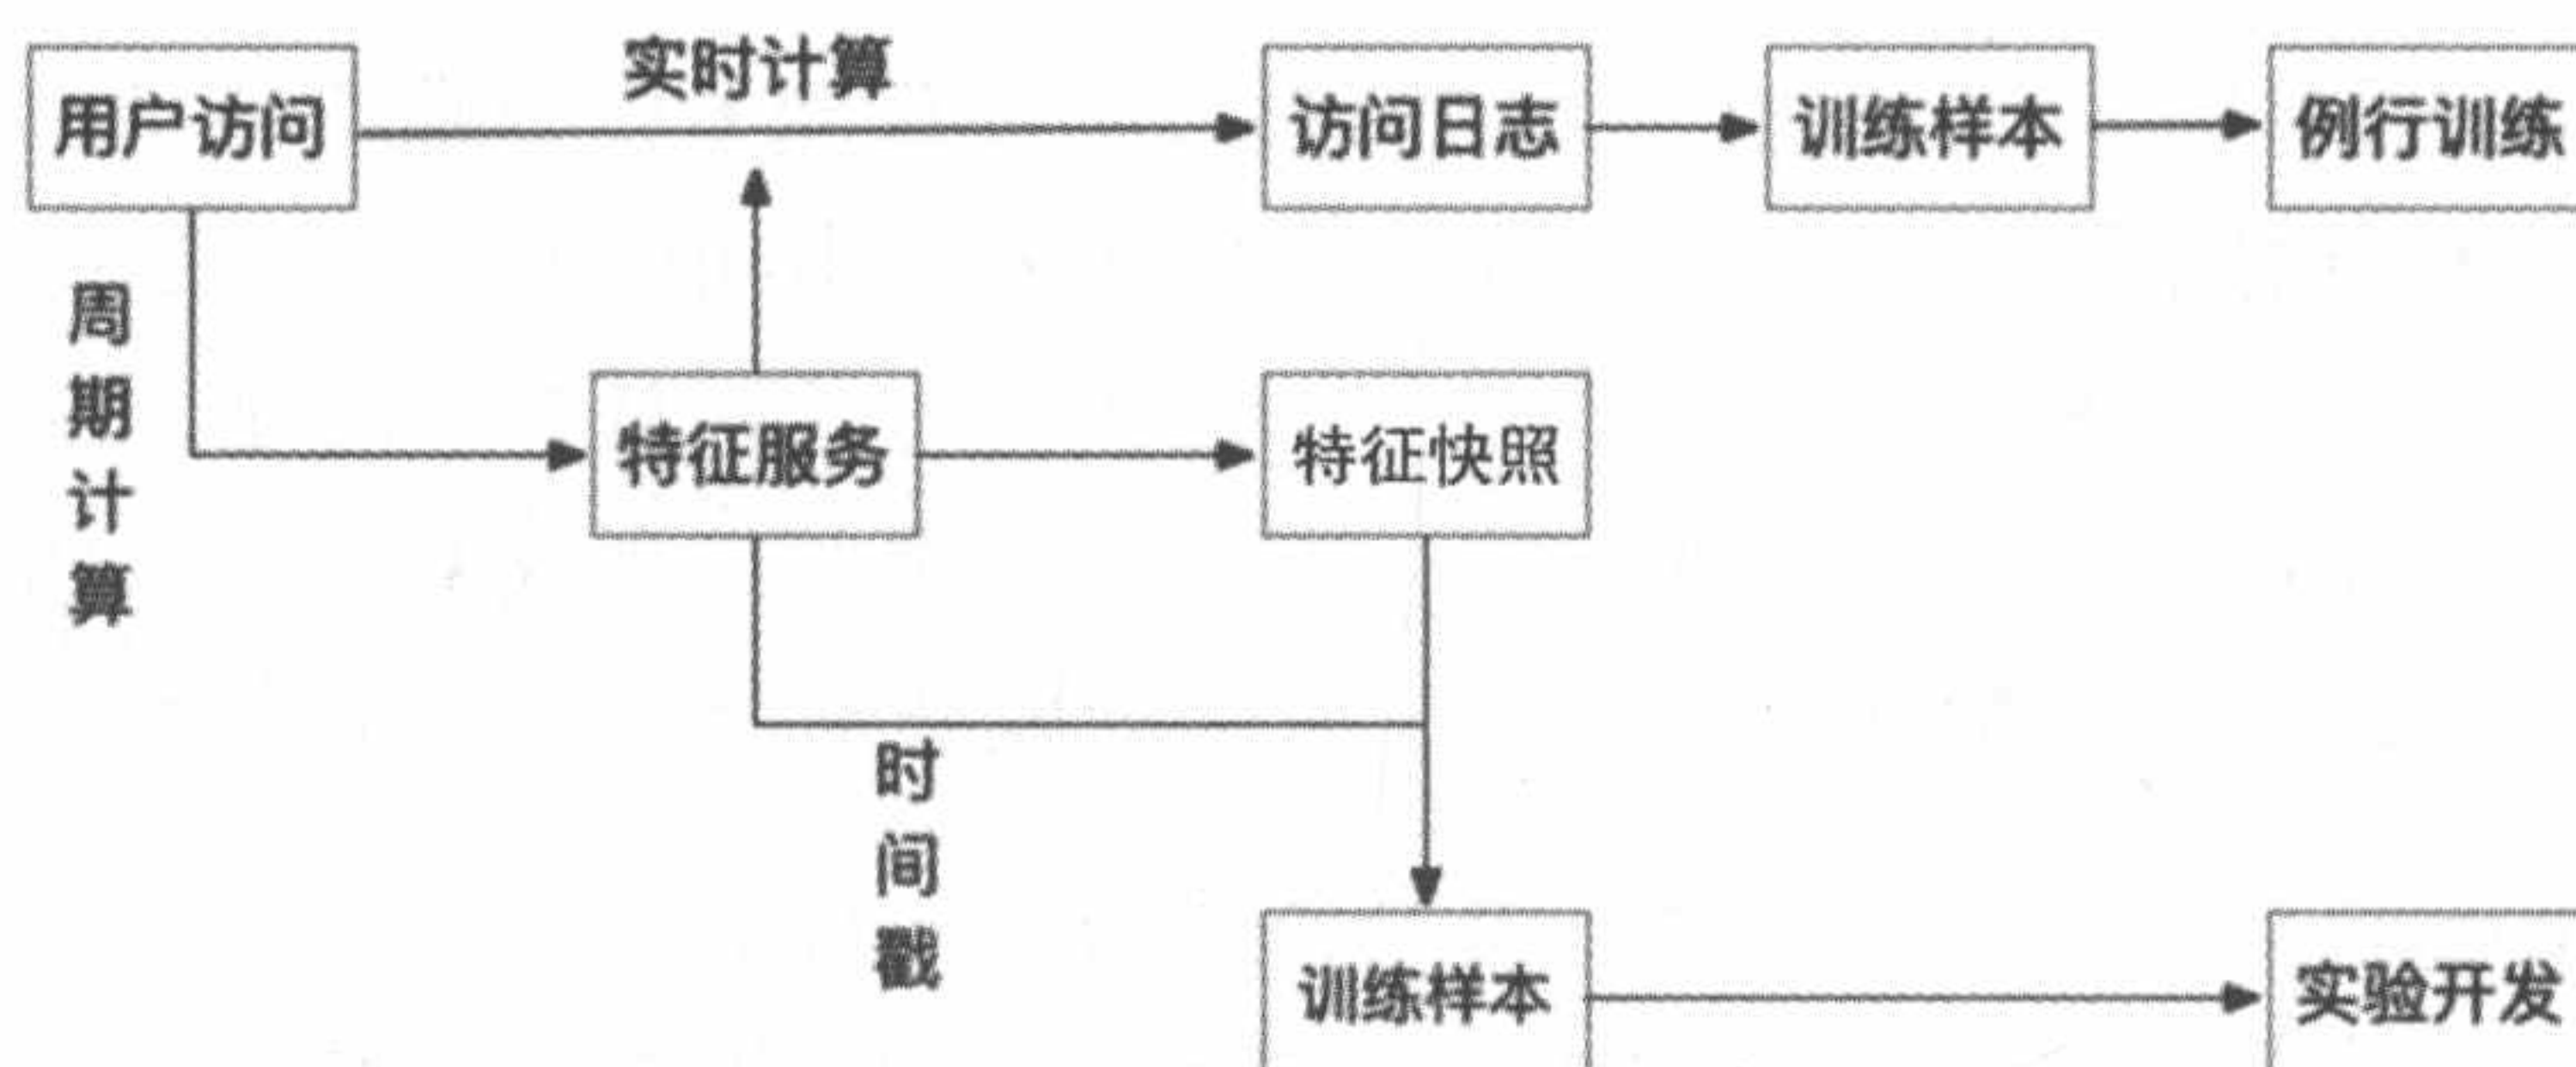 实时计算
用户访问
访问日志
训练样本
例行训练
周期计算
特征服务
特征快照
时间戳
训练样本
实验开发